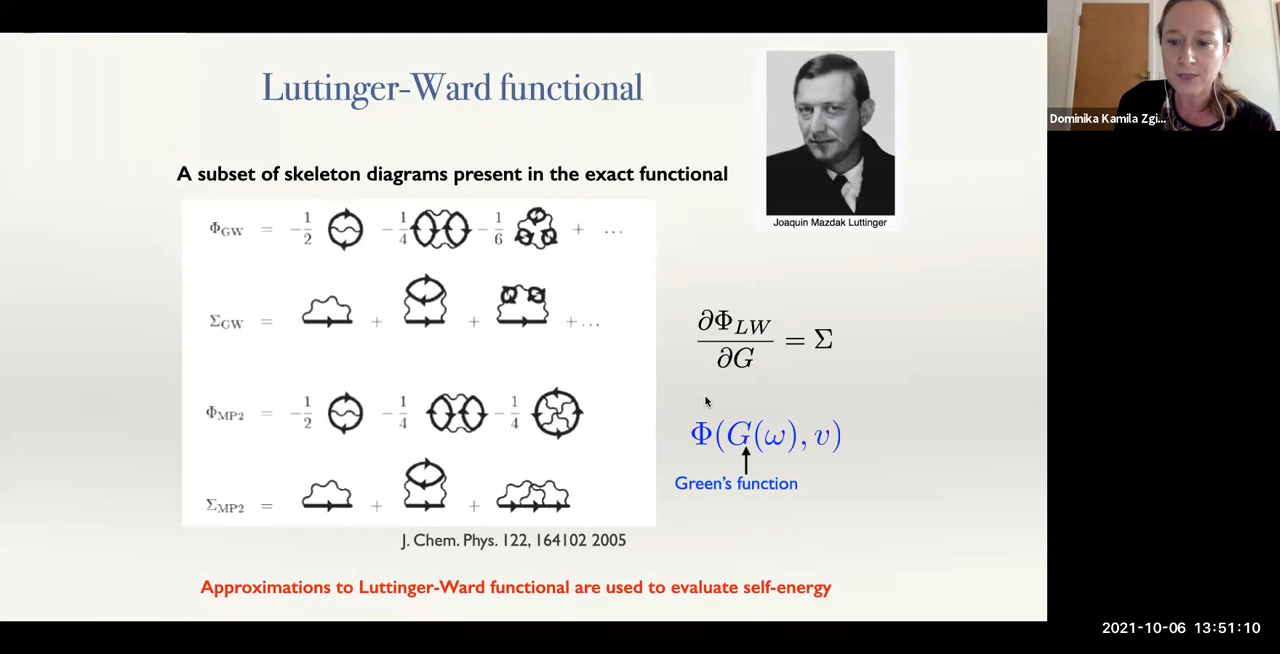 Luttinger-Ward functional
Joaquin Mazdak Luttinger
Dominika Kamila Zgi...
A subset of skeleton diagrams present in the exact functional
Φ_GW = -1/2 -1/4 -1/6 + ...
Σ_GW = + + + ...
∂Φ_LW/∂G = Σ
Φ_MP2 = -1/2 -1/4 -1/4
Φ(G(ω), v)
Green's function
Σ_MP2 = + +
J. Chem. Phys. 122, 164102 2005
Approximations to Luttinger-Ward functional are used to evaluate self-energy
2021-10-06 13:51:10